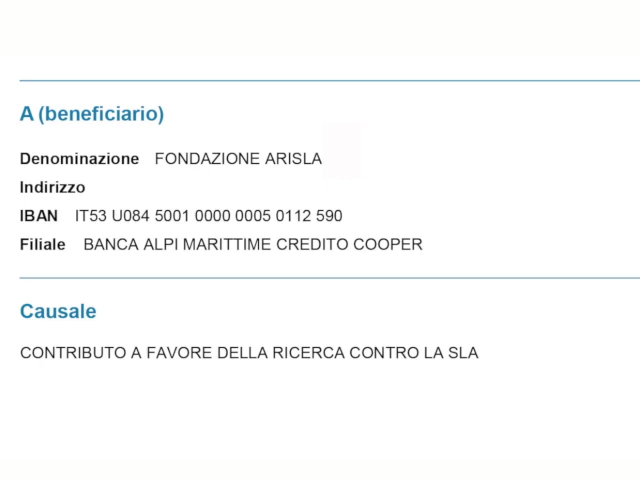 A (beneficiario)
Denominazione FONDAZIONE ARISLA
Indirizzo
IBAN IT53 U084 5001 0000 0005 0112 590
Filiale BANCA ALPI MARITTIME CREDITO COOPER
Causale
CONTRIBUTO A FAVORE DELLA RICERCA CONTRO LA SLA